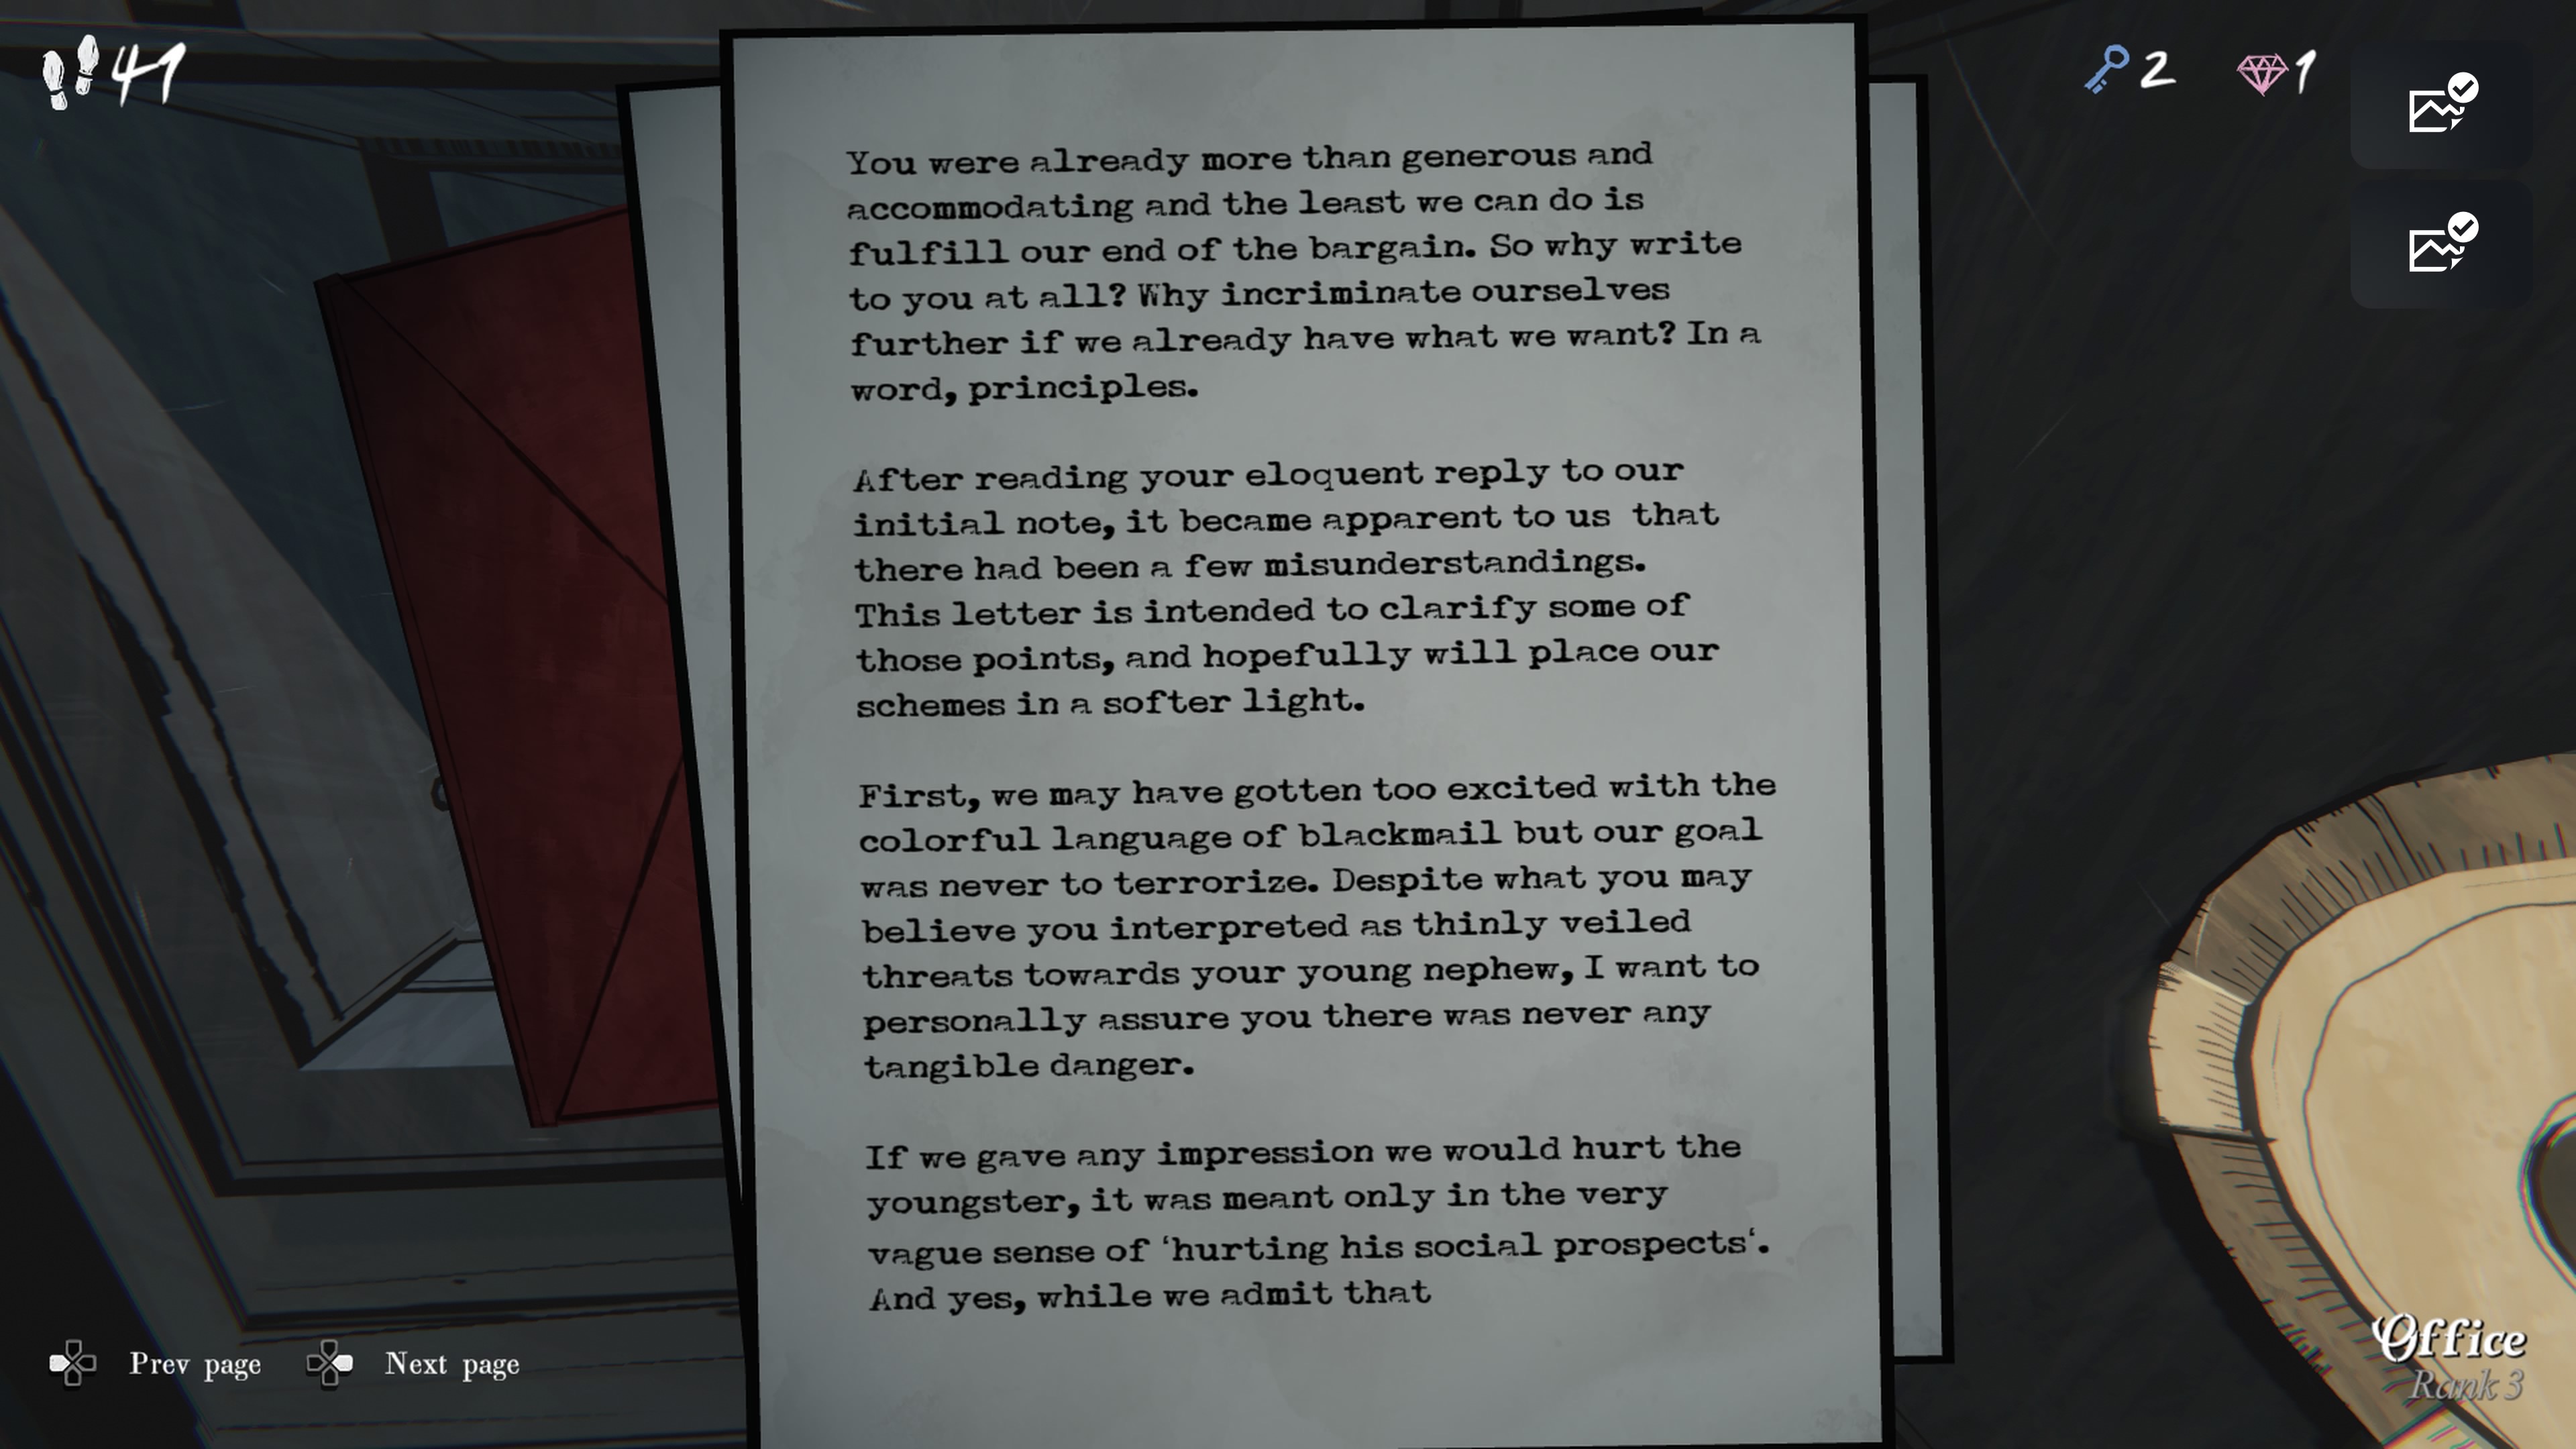 41
2
1
You were already more than generous and
accommodating and the least we can do is
fulfill our end of the bargain. So why write
to you at all? Why incriminate ourselves
further if we already have what we want? In a
word, principles.
After reading your eloquent reply to our
initial note, it became apparent to us  that
there had been a few misunderstandings.
This letter is intended to clarify some of
those points, and hopefully will place our
schemes in a softer light.
First, we may have gotten too excited with the
colorful language of blackmail but our goal
was never to terrorize. Despite what you may
believe you interpreted as thinly veiled
threats towards your young nephew, I want to
personally assure you there was never any
tangible danger.
If we gave any impression we would hurt the
youngster, it was meant only in the very
vague sense of ‘hurting his social prospects‘.
And yes, while we admit that
Prev page
Next page
Office
Rank 3